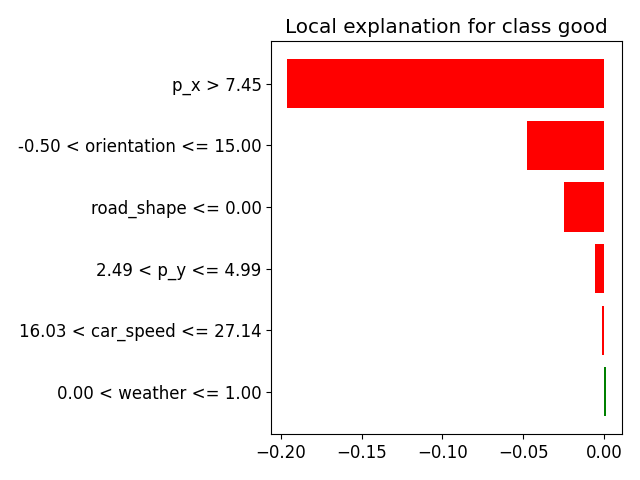 Local explanation for class good
p_x > 7.45
-0.50 < orientation <= 15.00
road_shape <= 0.00
2.49 < p_y <= 4.99
16.03 < car_speed <= 27.14
0.00 < weather <= 1.00
−0.20 −0.15 −0.10 −0.05 0.00